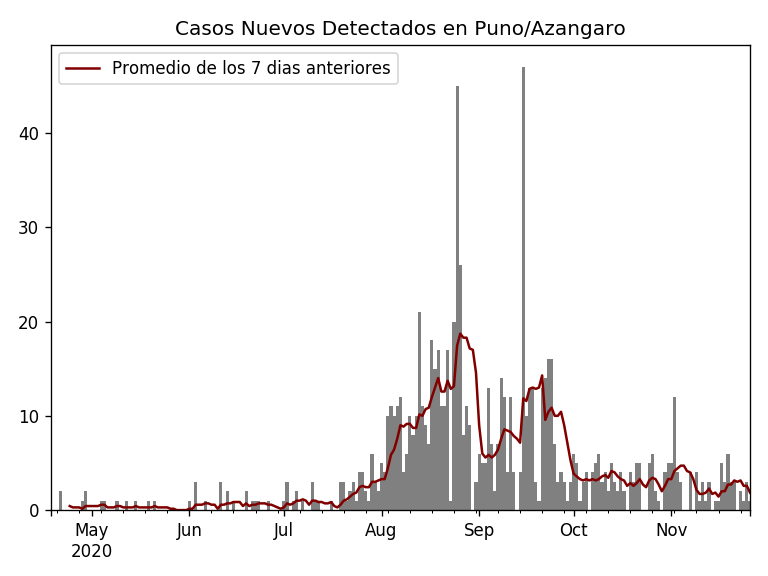 Casos Nuevos Detectados en Puno/Azangaro
Promedio de los 7 dias anteriores
40
30
20
10
0
May Jun Jul Aug Sep Oct Nov
2020